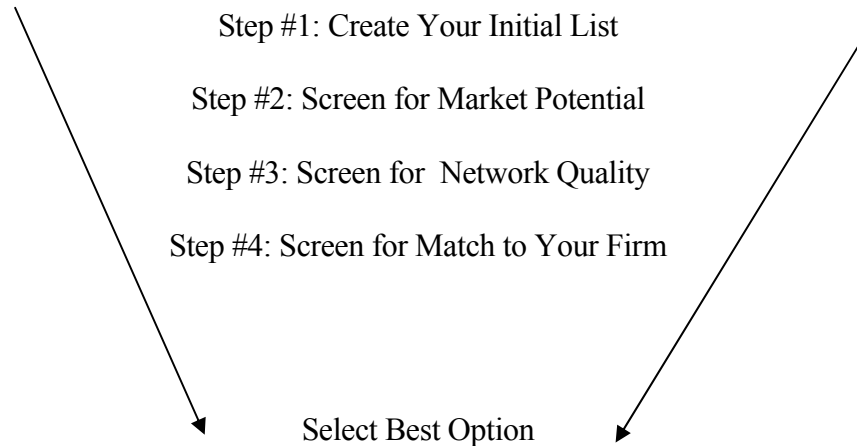 Step #1: Create Your Initial List
Step #2: Screen for Market Potential
Step #3: Screen for Network Quality
Step #4: Screen for Match to Your Firm
Select Best Option